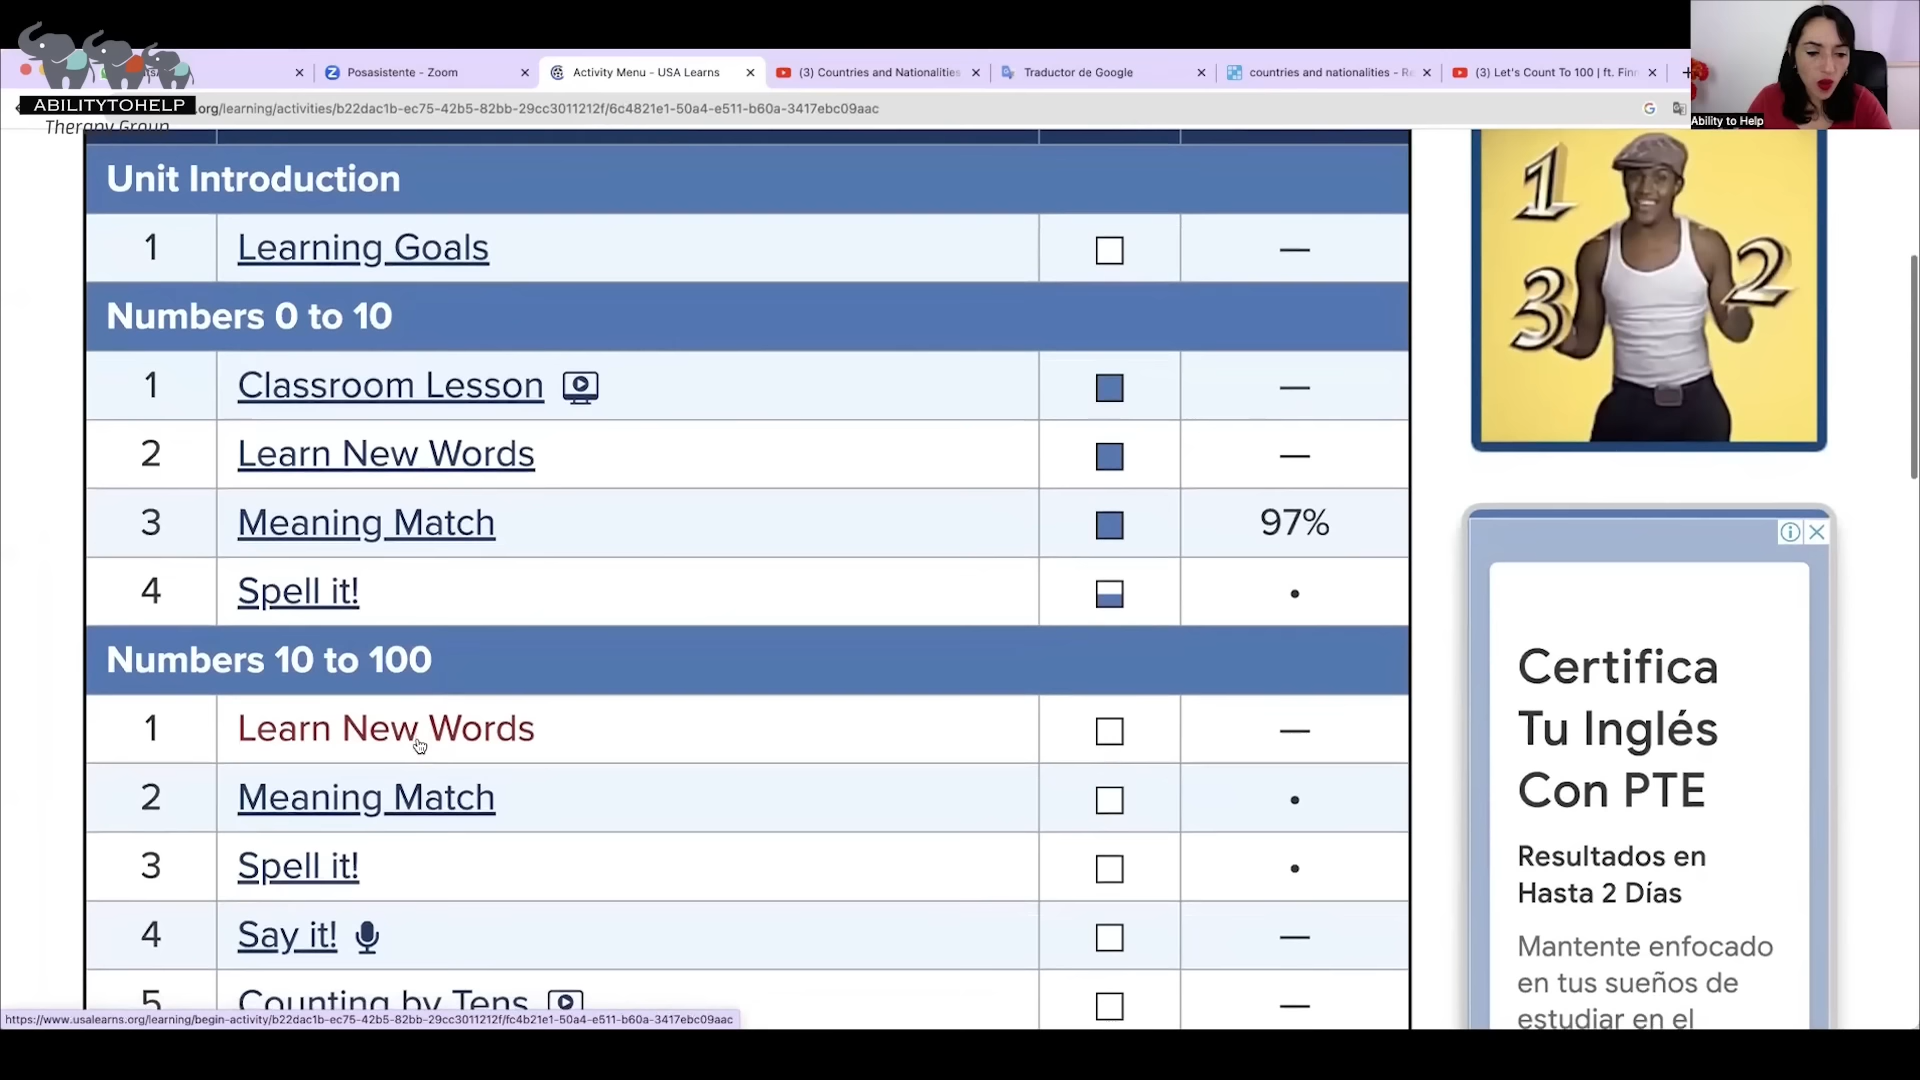 ABILITYTOHELP
Therapy Group
Posasistente - Zoom
Activity Menu - USA Learns
(3) Countries and Nationalities
Traductor de Google
countries and nationalities - R
(3) Let's Count To 100 | ft. Finn
.org/learning/activities/b22dac1b-ec75-42b5-82bb-29cc3011212f/6c4821e1-50a4-e511-b60a-3417ebc09aac
Ability to Help
Unit Introduction
1 Learning Goals —
Numbers 0 to 10
1 Classroom Lesson —
2 Learn New Words —
3 Meaning Match 97%
4 Spell it! •
Numbers 10 to 100
1 Learn New Words —
2 Meaning Match •
3 Spell it! •
4 Say it! —
5 Counting by Tens —
https://www.usalearns.org/learning/begin-activity/b22dac1b-ec75-42b5-82bb-29cc3011212f/fc4b21e1-50a4-e511-b60a-3417ebc09aac
1
2
3
Certifica
Tu Inglés
Con PTE
Resultados en
Hasta 2 Días
Mantente enfocado
en tus sueños de
estudiar en el